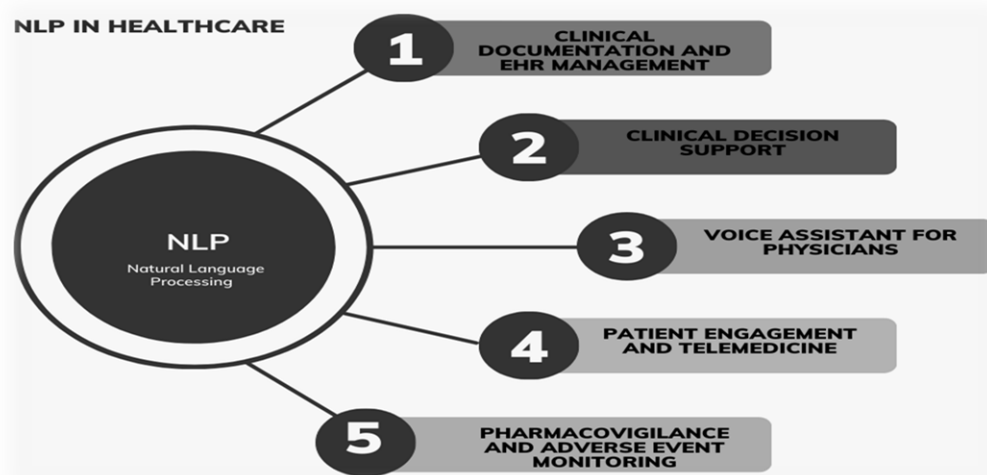 NLP IN HEALTHCARE
1
CLINICAL
DOCUMENTATION AND
EHR MANAGEMENT
2
CLINICAL DECISION
SUPPORT
NLP
Natural Language
Processing
3
VOICE ASSISTANT FOR
PHYSICIANS
4
PATIENT ENGAGEMENT
AND TELEMEDICINE
5
PHARMACOVIGILANCE
AND ADVERSE EVENT
MONITORING